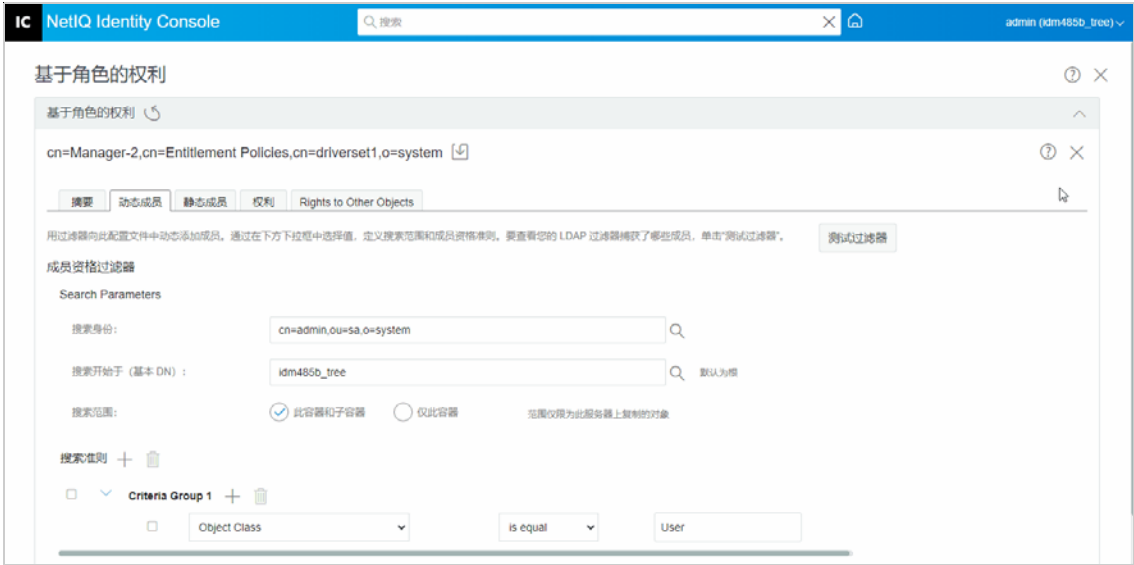 IC NetIQ Identity Console 搜索 admin (idm485b_tree)
基于角色的权利
基于角色的权利
cn=Manager-2,cn=Entitlement Policies,cn=driverset1,o=system
摘要 动态成员 静态成员 权利 Rights to Other Objects
用过滤器向此配置文件中动态添加成员。通过在下方下拉框中选择值，定义搜索范围和成员资格准则。要查看您的 LDAP 过滤器捕获了哪些成员，单击“测试过滤器”。 测试过滤器
成员资格过滤器
Search Parameters
搜索身份: cn=admin,ou=sa,o=system
搜索开始于（基本 DN）: idm485b_tree 默认为根
搜索范围: 此容器和子容器 仅此容器 范围仅限为此服务器上复制的对象
搜索准则
Criteria Group 1
Object Class is equal User